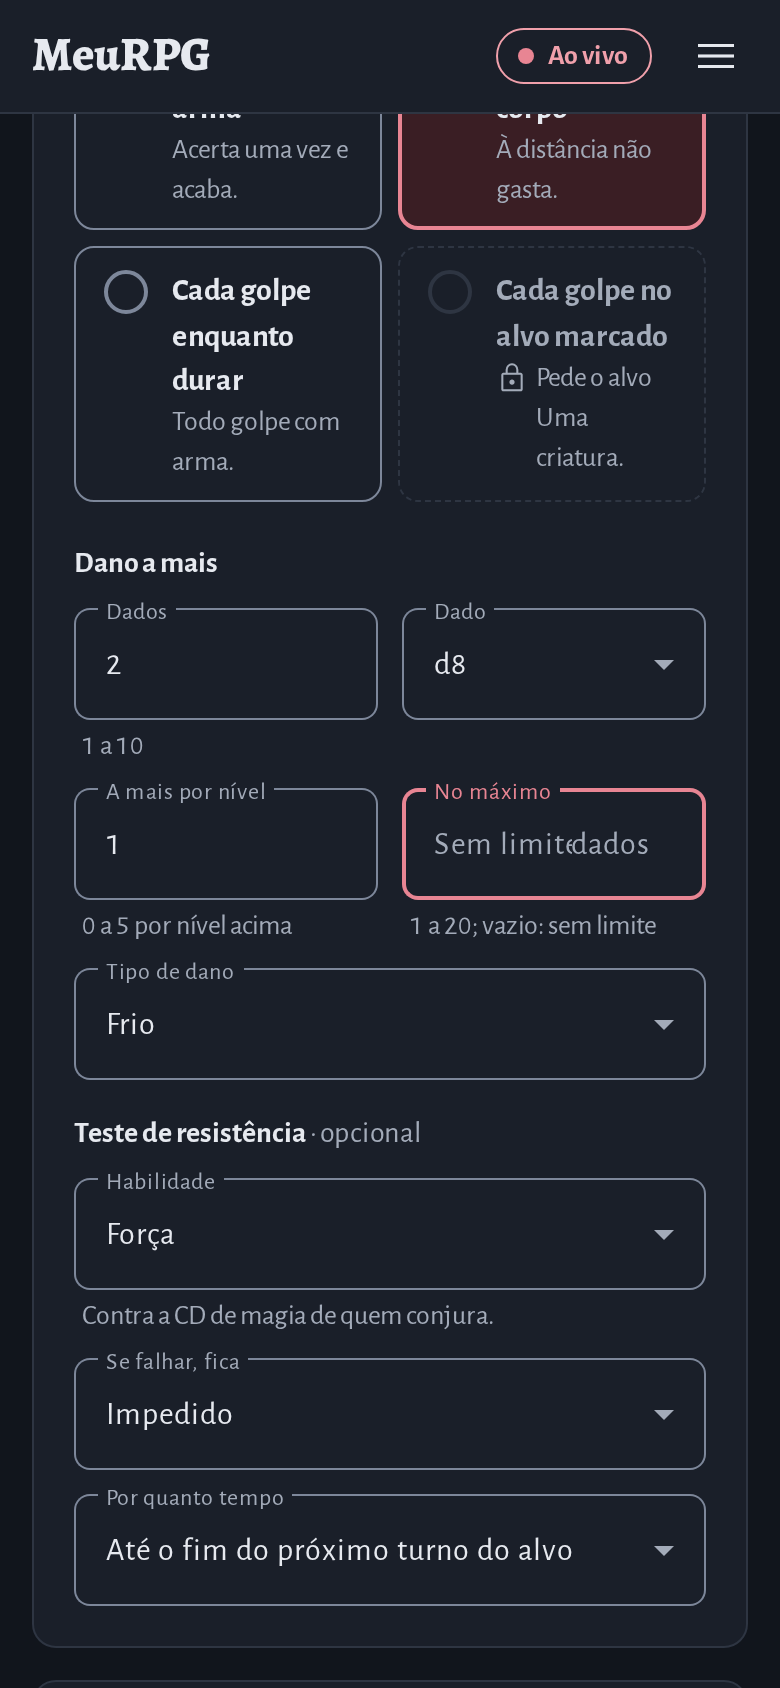 MeuRPG
Ao vivo
arma
Acerta uma vez e
acaba.
corpo
À distância não
gasta.
Cada golpe
enquanto
durar
Todo golpe com
arma.
Cada golpe no
alvo marcado
Pede o alvo
Uma
criatura.
Dano a mais
Dados
2
1 a 10
Dado
d8
A mais por nível
1
0 a 5 por nível acima
No máximo
Sem limite dados
1 a 20; vazio: sem limite
Tipo de dano
Frio
Teste de resistência · opcional
Habilidade
Força
Contra a CD de magia de quem conjura.
Se falhar, fica
Impedido
Por quanto tempo
Até o fim do próximo turno do alvo